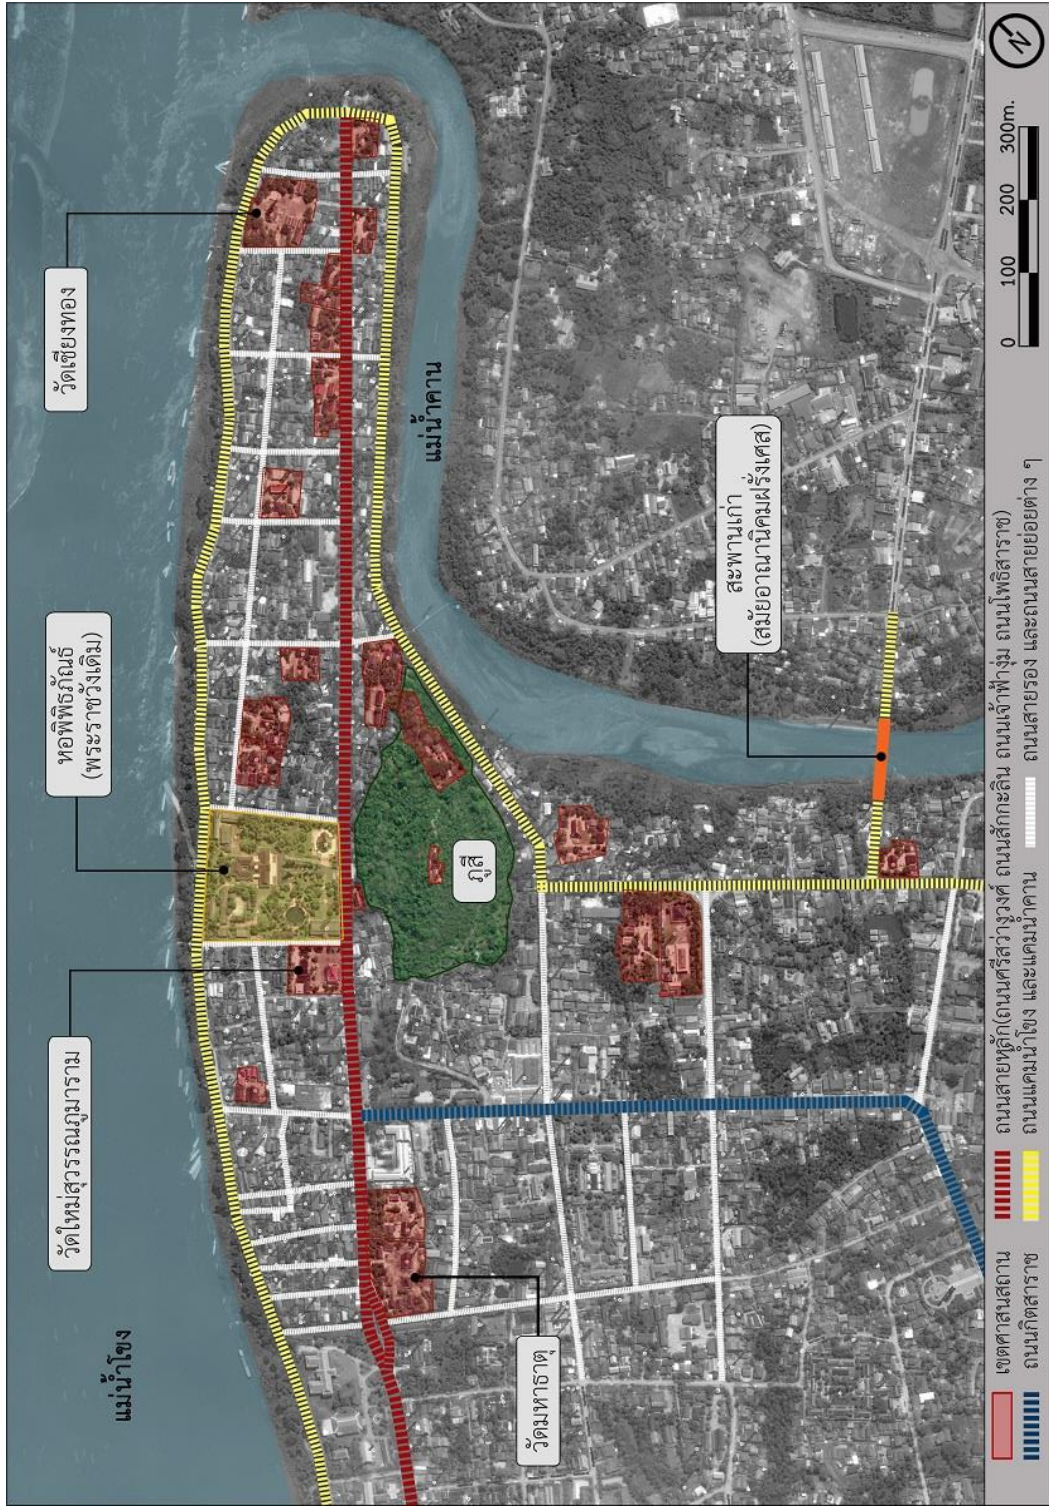 วัดเชียงทอง
หอพิพิธภัณธ์
(พระราชวังเดิม)
วัดใหม่สุวรรณภูมาราม
แม่น้ำโขง
แม่น้ำคาน
ภูสี
สะพานเก่า
(สมัยอาณานิคมฝรั่งเศส)
วัดมหาธาตุ
เขตศาสนสถาน
ถนนกิตสาราช
ถนนสายหลัก(ถนนศรีสว่างวงศ์ ถนนสักกะลิน ถนนเจ้าฟ้างุ่ม ถนนโพธิสาราช)
ถนนแคมน้ำโขง และแคมน้ำคาน
ถนนสายรอง และถนนสายย่อยต่าง ๆ
0 100 200 300m.
N